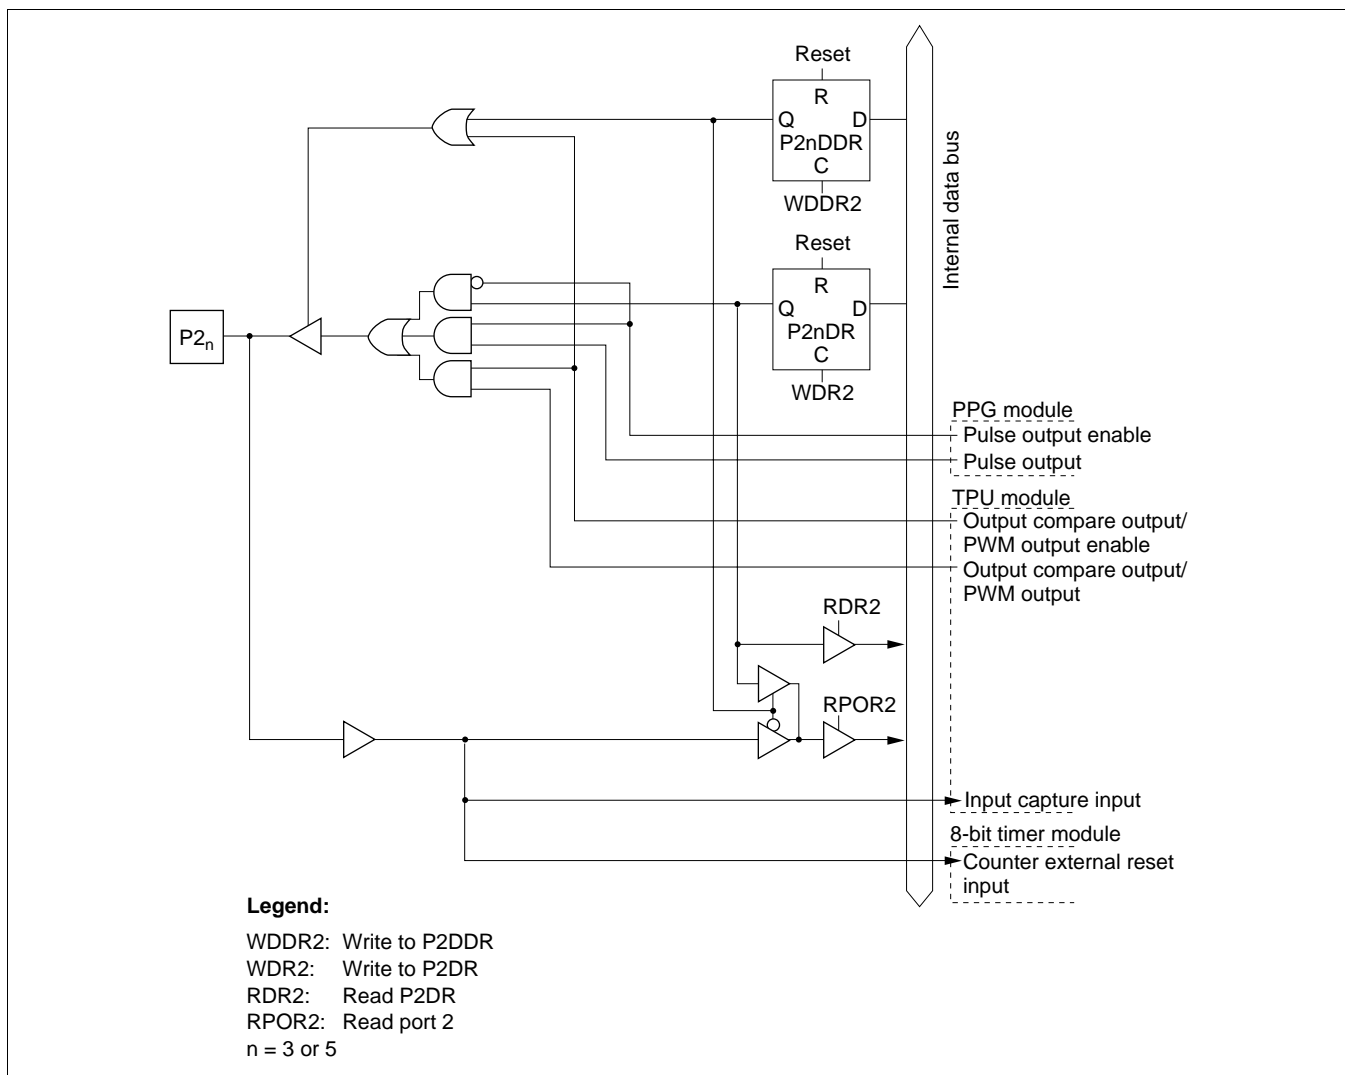 Reset
R
Q D
P2nDDR
C
WDDR2
Reset
R
Q D
P2nDR
C
WDR2
Internal data bus
P2n
PPG module
Pulse output enable
Pulse output
TPU module
Output compare output/
PWM output enable
Output compare output/
PWM output
RDR2
RPOR2
Input capture input
8-bit timer module
Counter external reset
input
Legend:
WDDR2: Write to P2DDR
WDR2: Write to P2DR
RDR2: Read P2DR
RPOR2: Read port 2
n = 3 or 5